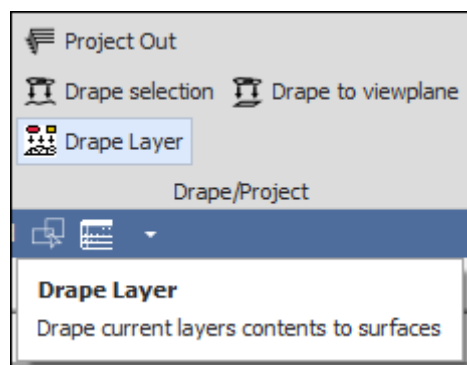 Project Out
Drape selection Drape to viewplane
Drape Layer
Drape/Project
Drape Layer
Drape current layers contents to surfaces